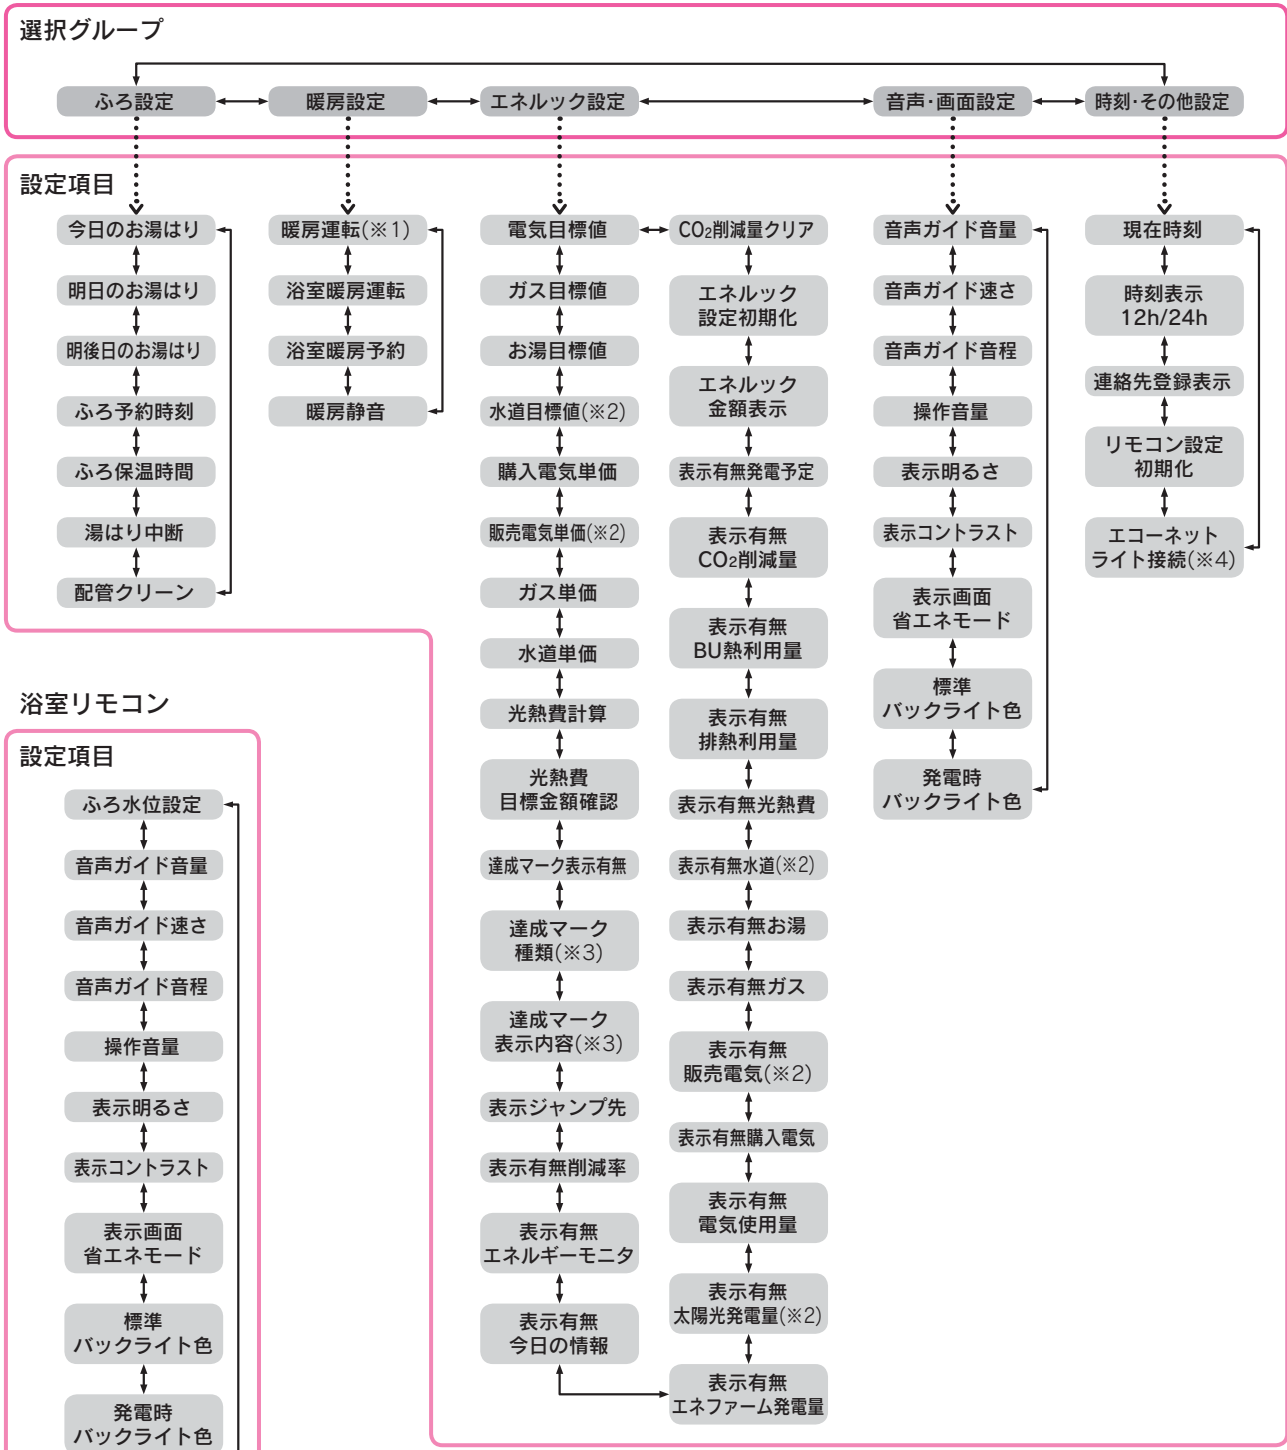 選択グループ
ふろ設定
暖房設定
エネルック設定
音声・画面設定
時刻・その他設定
設定項目
今日のお湯はり
明日のお湯はり
明後日のお湯はり
ふろ予約時刻
ふろ保温時間
湯はり中断
配管クリーン
暖房運転(※1)
浴室暖房運転
浴室暖房予約
暖房静音
電気目標値
ガス目標値
お湯目標値
水道目標値(※2)
購入電気単価
販売電気単価(※2)
ガス単価
水道単価
光熱費計算
光熱費
目標金額確認
達成マーク表示有無
達成マーク
種類(※3)
達成マーク
表示内容(※3)
表示ジャンプ先
表示有無削減率
表示有無
エネルギーモニタ
表示有無
今日の情報
CO2削減量クリア
エネルック
設定初期化
エネルック
金額表示
表示有無発電予定
表示有無
CO2削減量
表示有無
BU熱利用量
表示有無
排熱利用量
表示有無光熱費
表示有無水道(※2)
表示有無お湯
表示有無ガス
表示有無
販売電気(※2)
表示有無購入電気
表示有無
電気使用量
表示有無
太陽光発電量(※2)
表示有無
エネファーム発電量
音声ガイド音量
音声ガイド速さ
音声ガイド音程
操作音量
表示明るさ
表示コントラスト
表示画面
省エネモード
標準
バックライト色
発電時
バックライト色
現在時刻
時刻表示
12h/24h
連絡先登録表示
リモコン設定
初期化
エコーネット
ライト接続(※4)
浴室リモコン
設定項目
ふろ水位設定
音声ガイド音量
音声ガイド速さ
音声ガイド音程
操作音量
表示明るさ
表示コントラスト
表示画面
省エネモード
標準
バックライト色
発電時
バックライト色